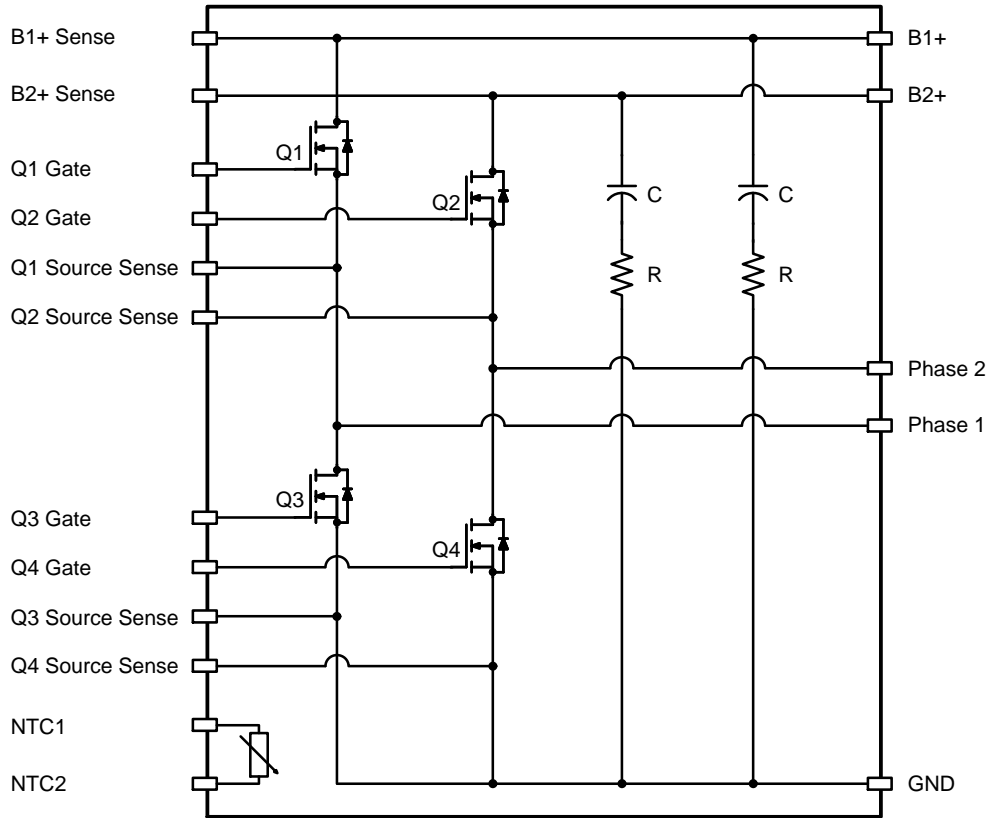 B1+ Sense
B1+
B2+ Sense
B2+
Q1
Q1 Gate
Q2
C
C
Q2 Gate
Q1 Source Sense
R
R
Q2 Source Sense
Phase 2
Phase 1
Q3
Q3 Gate
Q4
Q4 Gate
Q3 Source Sense
Q4 Source Sense
NTC1
NTC2
GND